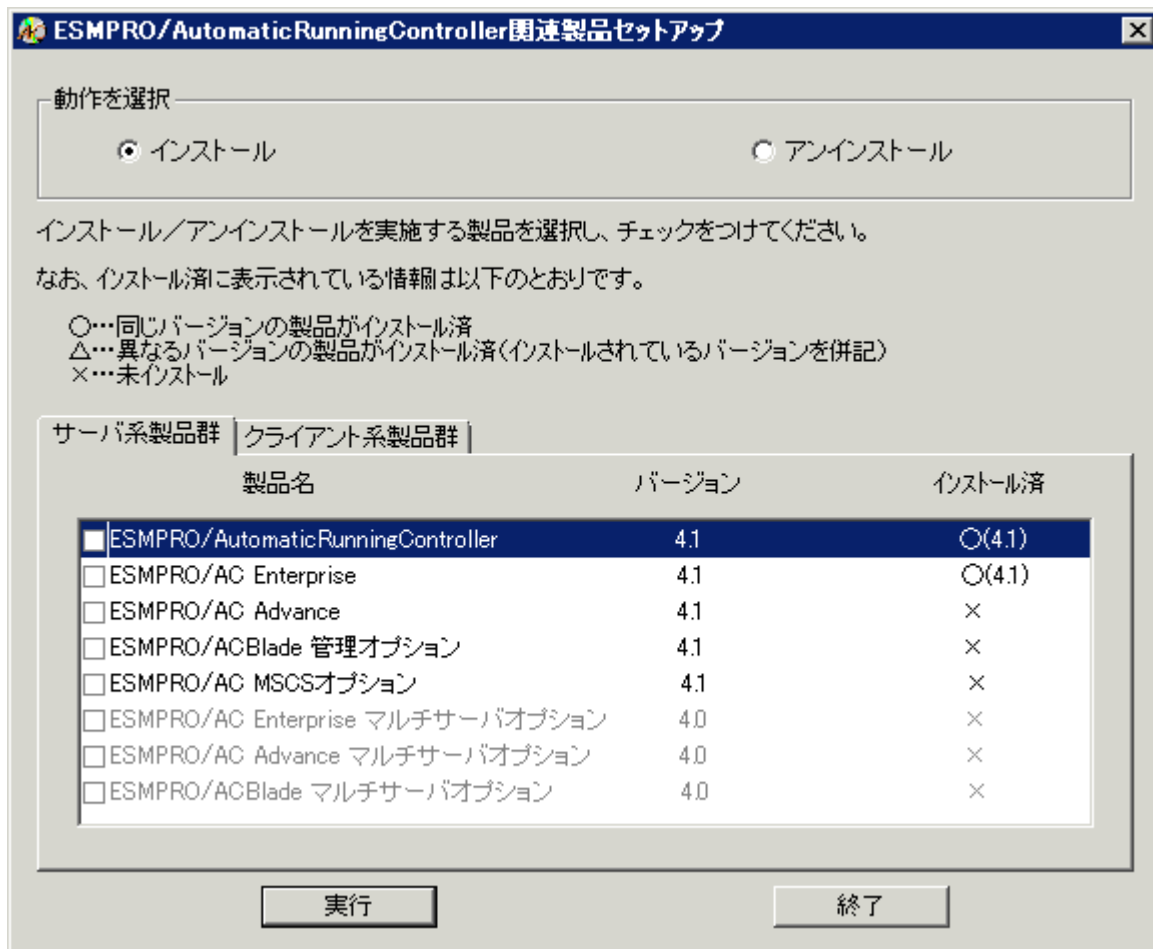 ESMPRO/AutomaticRunningController関連製品セットアップ
動作を選択
インストール アンインストール
インストール／アンインストールを実施する製品を選択し、チェックをつけてください。
なお、インストール済に表示されている情報は以下のとおりです。
○…同じバージョンの製品がインストール済
△…異なるバージョンの製品がインストール済(インストールされているバージョンを併記)
×…未インストール
サーバ系製品群 クライアント系製品群
製品名 バージョン インストール済
ESMPRO/AutomaticRunningController 4.1 ○(4.1)
ESMPRO/AC Enterprise 4.1 ○(4.1)
ESMPRO/AC Advance 4.1 ×
ESMPRO/ACBlade 管理オプション 4.1 ×
ESMPRO/AC MSCSオプション 4.1 ×
ESMPRO/AC Enterprise マルチサーバオプション 4.0 ×
ESMPRO/AC Advance マルチサーバオプション 4.0 ×
ESMPRO/ACBlade マルチサーバオプション 4.0 ×
実行 終了